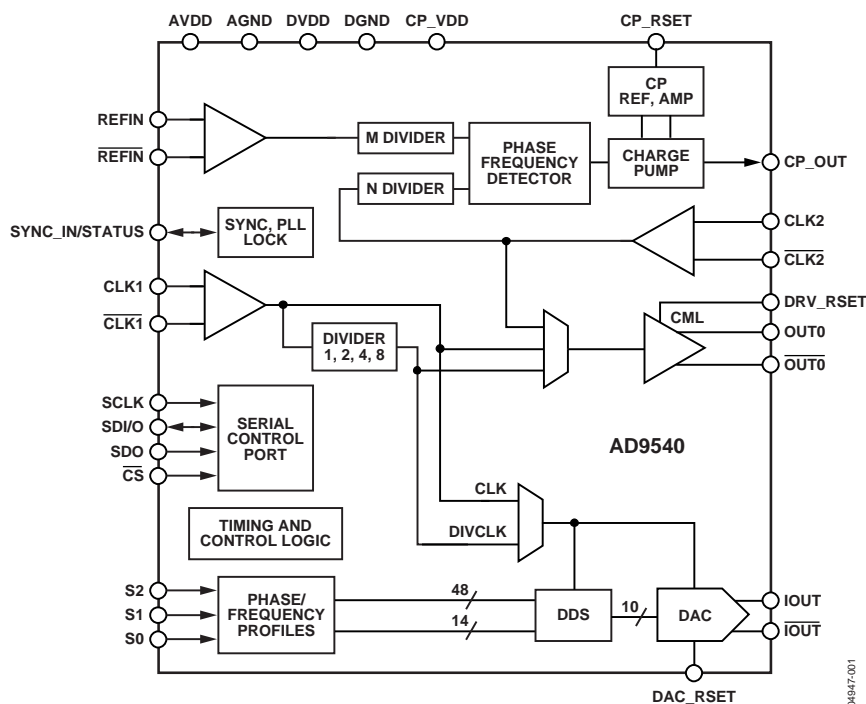 AVDD AGND DVDD DGND CP_VDD CP_RSET
CP
REF, AMP
REFIN
REFIN
M DIVIDER
N DIVIDER
PHASE
FREQUENCY
DETECTOR
CHARGE
PUMP
CP_OUT
SYNC_IN/STATUS
SYNC, PLL
LOCK
CLK2
CLK2
CLK1
CLK1
DIVIDER
1, 2, 4, 8
CML
DRV_RSET
OUT0
OUT0
SCLK
SDI/O
SDO
CS
SERIAL
CONTROL
PORT
AD9540
CLK
DIVCLK
TIMING AND
CONTROL LOGIC
S2
S1
S0
PHASE/
FREQUENCY
PROFILES
48
14
DDS
10
DAC
IOUT
IOUT
DAC_RSET
04947-001